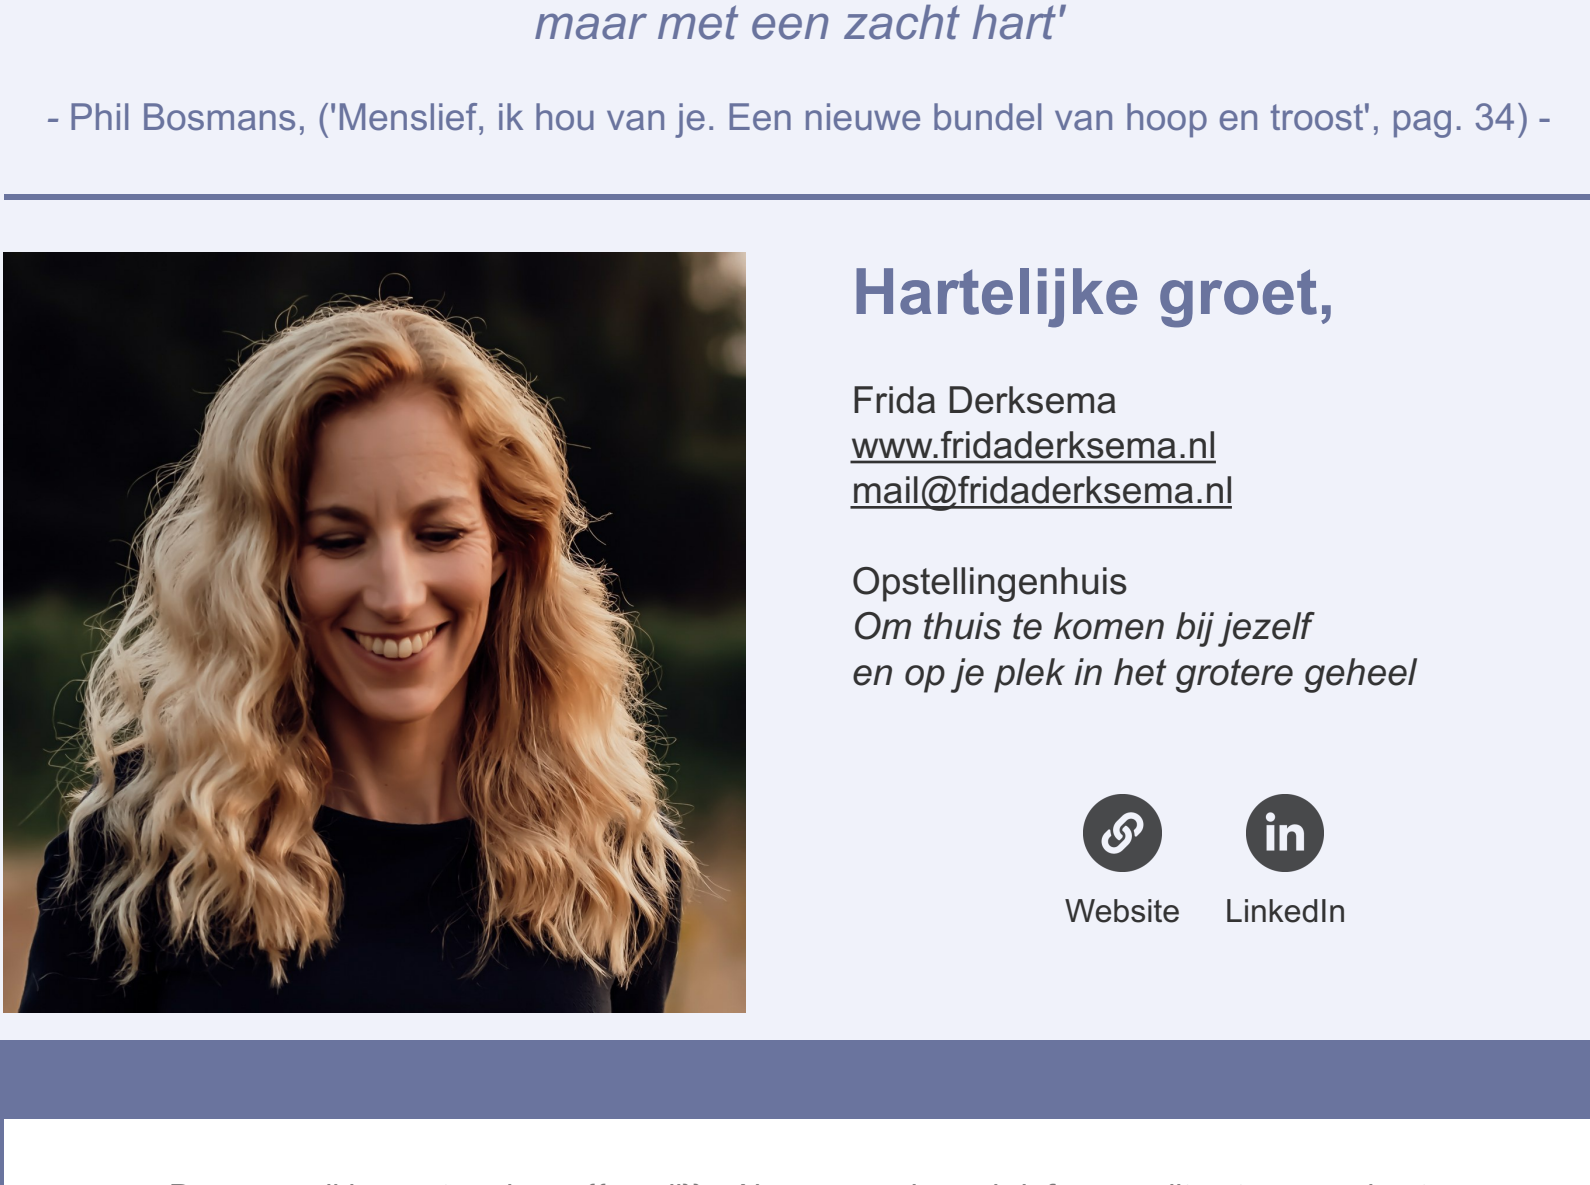 maar met een zacht hart'
- Phil Bosmans, ('Menslief, ik hou van je. Een nieuwe bundel van hoop en troost', pag. 34) -
Hartelijke groet,
Frida Derksema
www.fridaderksema.nl
mail@fridaderksema.nl
Opstellingenhuis
Om thuis te komen bij jezelf
en op je plek in het grotere geheel
in
Website LinkedIn